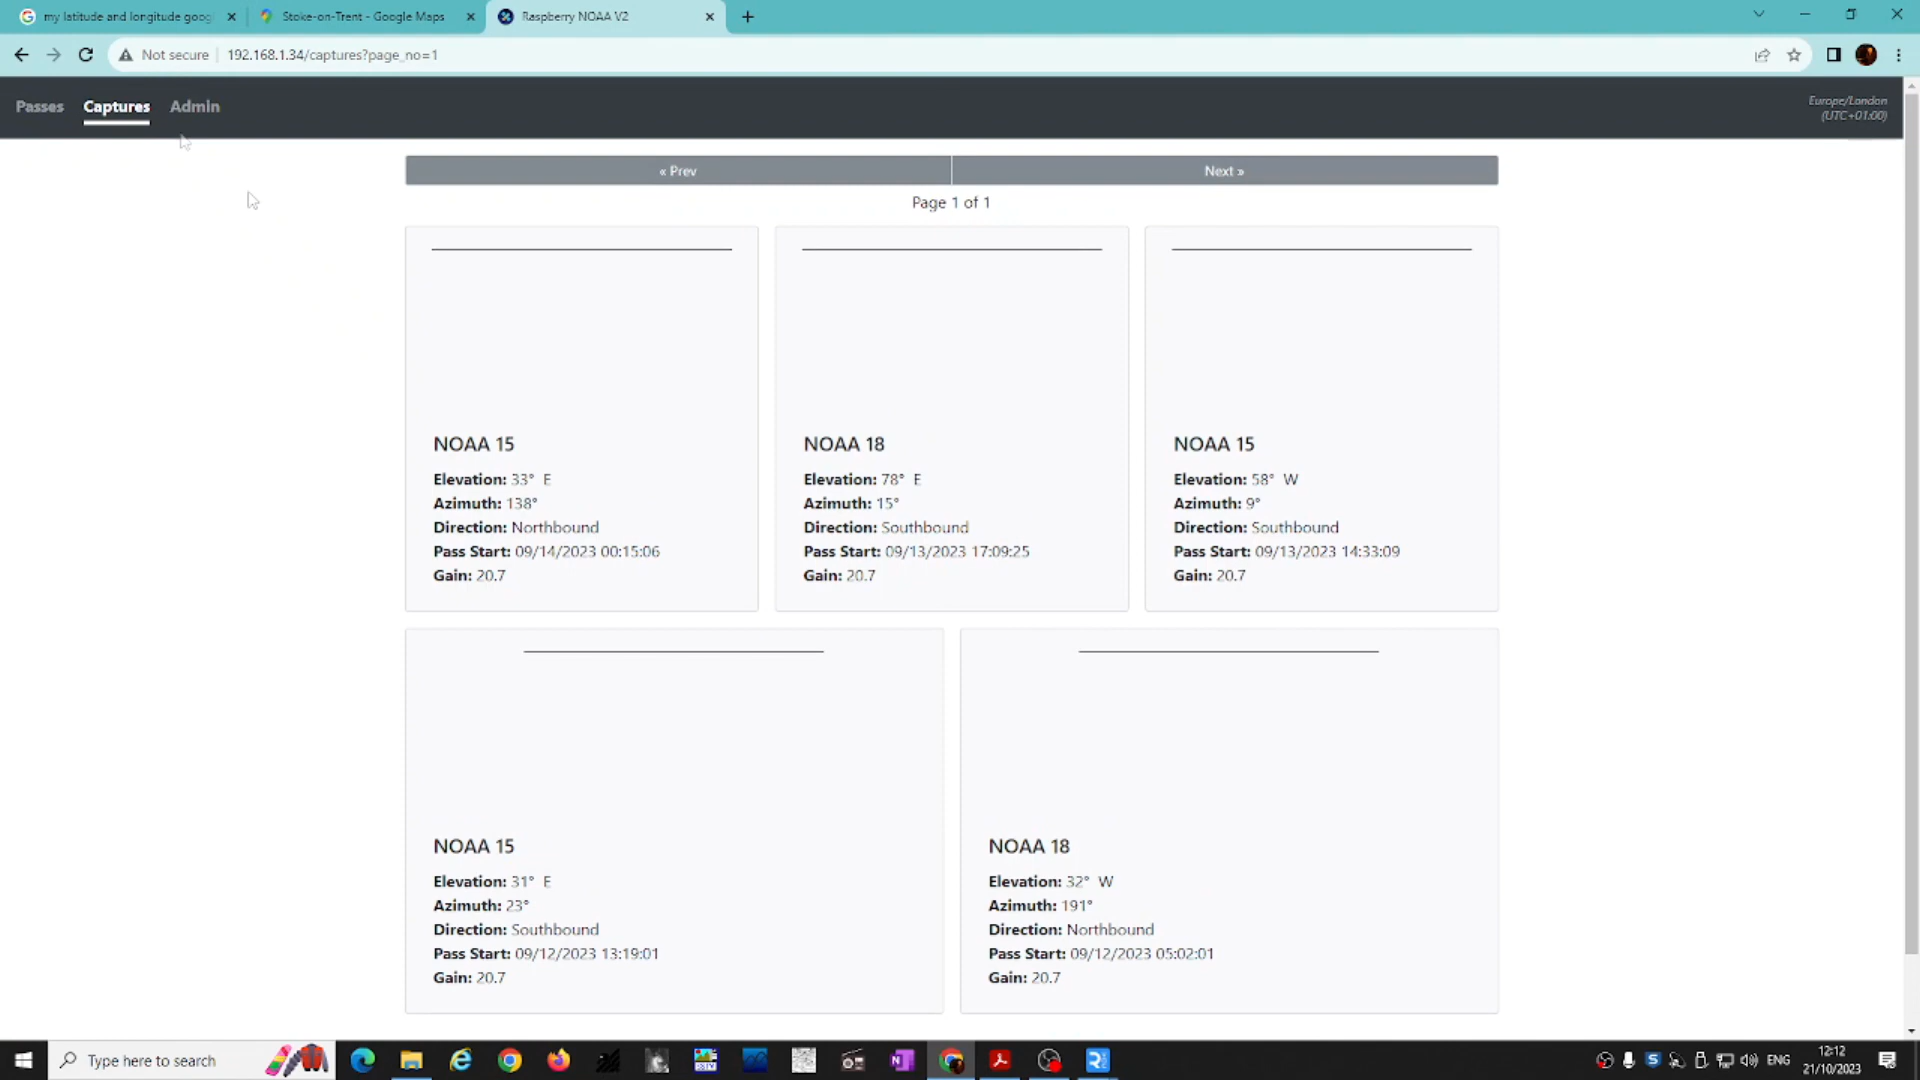 my latitude and longitude goog
Stoke-on-Trent - Google Maps
Raspberry NOAA V2
Not secure
192.168.1.34/captures?page_no=1
Passes
Captures
Admin
Europe/London
(UTC+01:00)
« Prev
Next »
Page 1 of 1
NOAA 15
Elevation: 33° E
Azimuth: 138°
Direction: Northbound
Pass Start: 09/14/2023 00:15:06
Gain: 20.7
NOAA 18
Elevation: 78° E
Azimuth: 15°
Direction: Southbound
Pass Start: 09/13/2023 17:09:25
Gain: 20.7
NOAA 15
Elevation: 58° W
Azimuth: 9°
Direction: Southbound
Pass Start: 09/13/2023 14:33:09
Gain: 20.7
NOAA 15
Elevation: 31° E
Azimuth: 23°
Direction: Southbound
Pass Start: 09/12/2023 13:19:01
Gain: 20.7
NOAA 18
Elevation: 32° W
Azimuth: 191°
Direction: Northbound
Pass Start: 09/12/2023 05:02:01
Gain: 20.7
Type here to search
ENG
12:12
21/10/2023